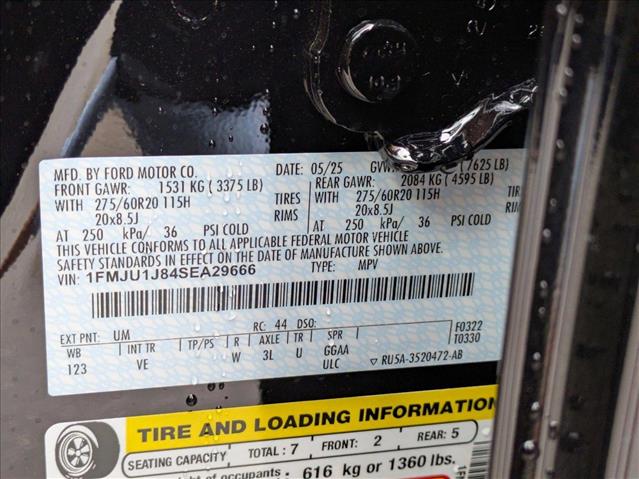 MFD. BY FORD MOTOR CO. DATE: 05/25 GVW 7625 LB)
FRONT GAWR: 1531 KG ( 3375 LB) REAR GAWR: 2084 KG ( 4595 LB)
WITH 275/60R20 115H TIRES WITH 275/60R20 115H TIRE
20x8.5J RIMS 20x8.5J RIMS
AT 250 kPa/ 36 PSI COLD AT 250 kPa/ 36 PSI COLD
THIS VEHICLE CONFORMS TO ALL APPLICABLE FEDERAL MOTOR VEHICLE
SAFETY STANDARDS IN EFFECT ON THE DATE OF MANUFACTURE SHOWN ABOVE.
VIN: 1FMJU1J84SEA29666 TYPE: MPV
EXT PNT: UM RC: 44 DSO: F0322
WB INT TR TP/PS R AXLE TR SPR T0330
123 VE W 3L U GGAA
ULC RU5A-3520472-AB
TIRE AND LOADING INFORMATION
SEATING CAPACITY TOTAL: 7 FRONT: 2 REAR: 5
of occupants 616 kg or 1360 lbs.